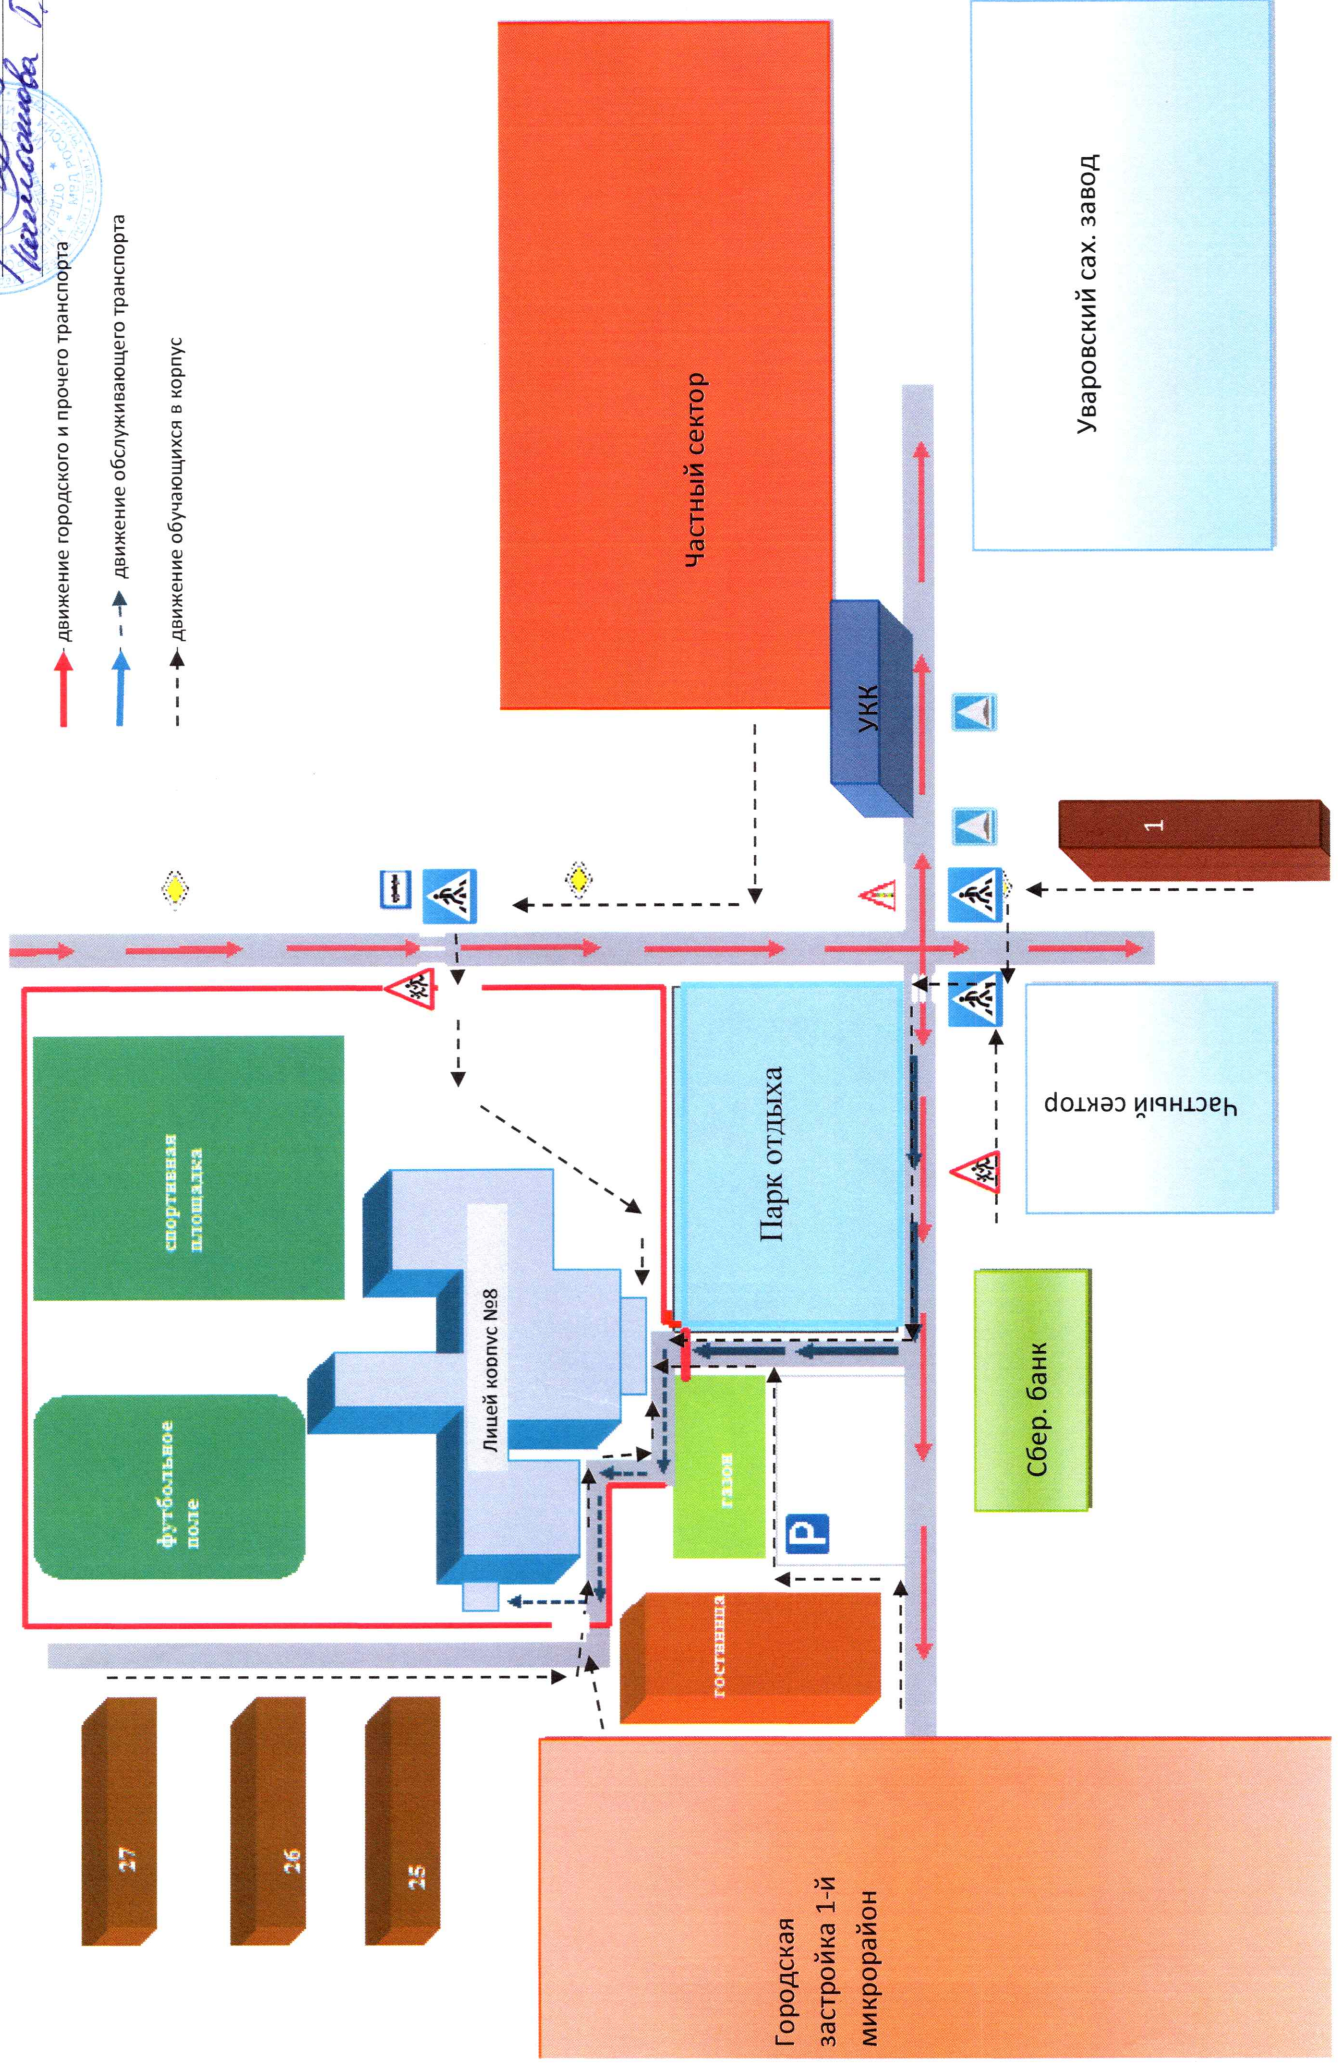 движение городского и прочего транспорта
движение обслуживающего транспорта
движение обучающихся в корпус
27
26
25
футбольное
поле
спортивная
площадка
Лицей корпус №8
Частный сектор
УКК
Уваровский сах. завод
Парк отдыха
газон
гостиница
P
Городская
застройка 1-й
микрорайон
Сбер. банк
Частный сектор
1